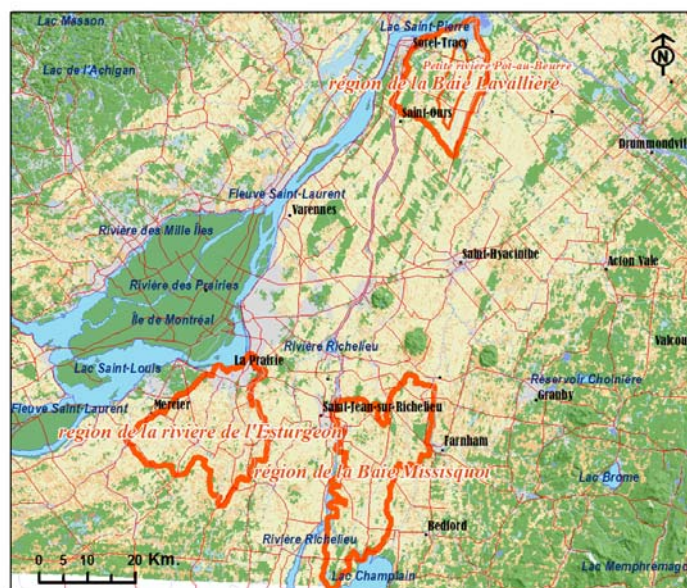 Lac Masson
Lac Saint-Pierre
Sorel-Tracy
N
Lac de l'Achigan
Petite rivière Pot-au-Beurre
région de la Baie Lavallière
Saint-Ours
Drummondvil
Fleuve Saint-Laurent
Varennes
Rivière des Mille Îles
Saint-Hyacinthe
Acton Vale
Rivière des Prairies
Île de Montréal
Rivière Richelieu
Valcou
La Prairie
Lac Saint-Louis
Réservoir Choinière
Granby
Fleuve Saint-Laurent
Mercier
Saint-Jean-sur-Richelieu
région de la rivière de l'Esturgeon
Farnham
région de la Baie Missisquoi
Lac Brome
Bedford
Rivière Richelieu
0 5 10 20 Km.
Lac Champlain
Lac Memphrémago